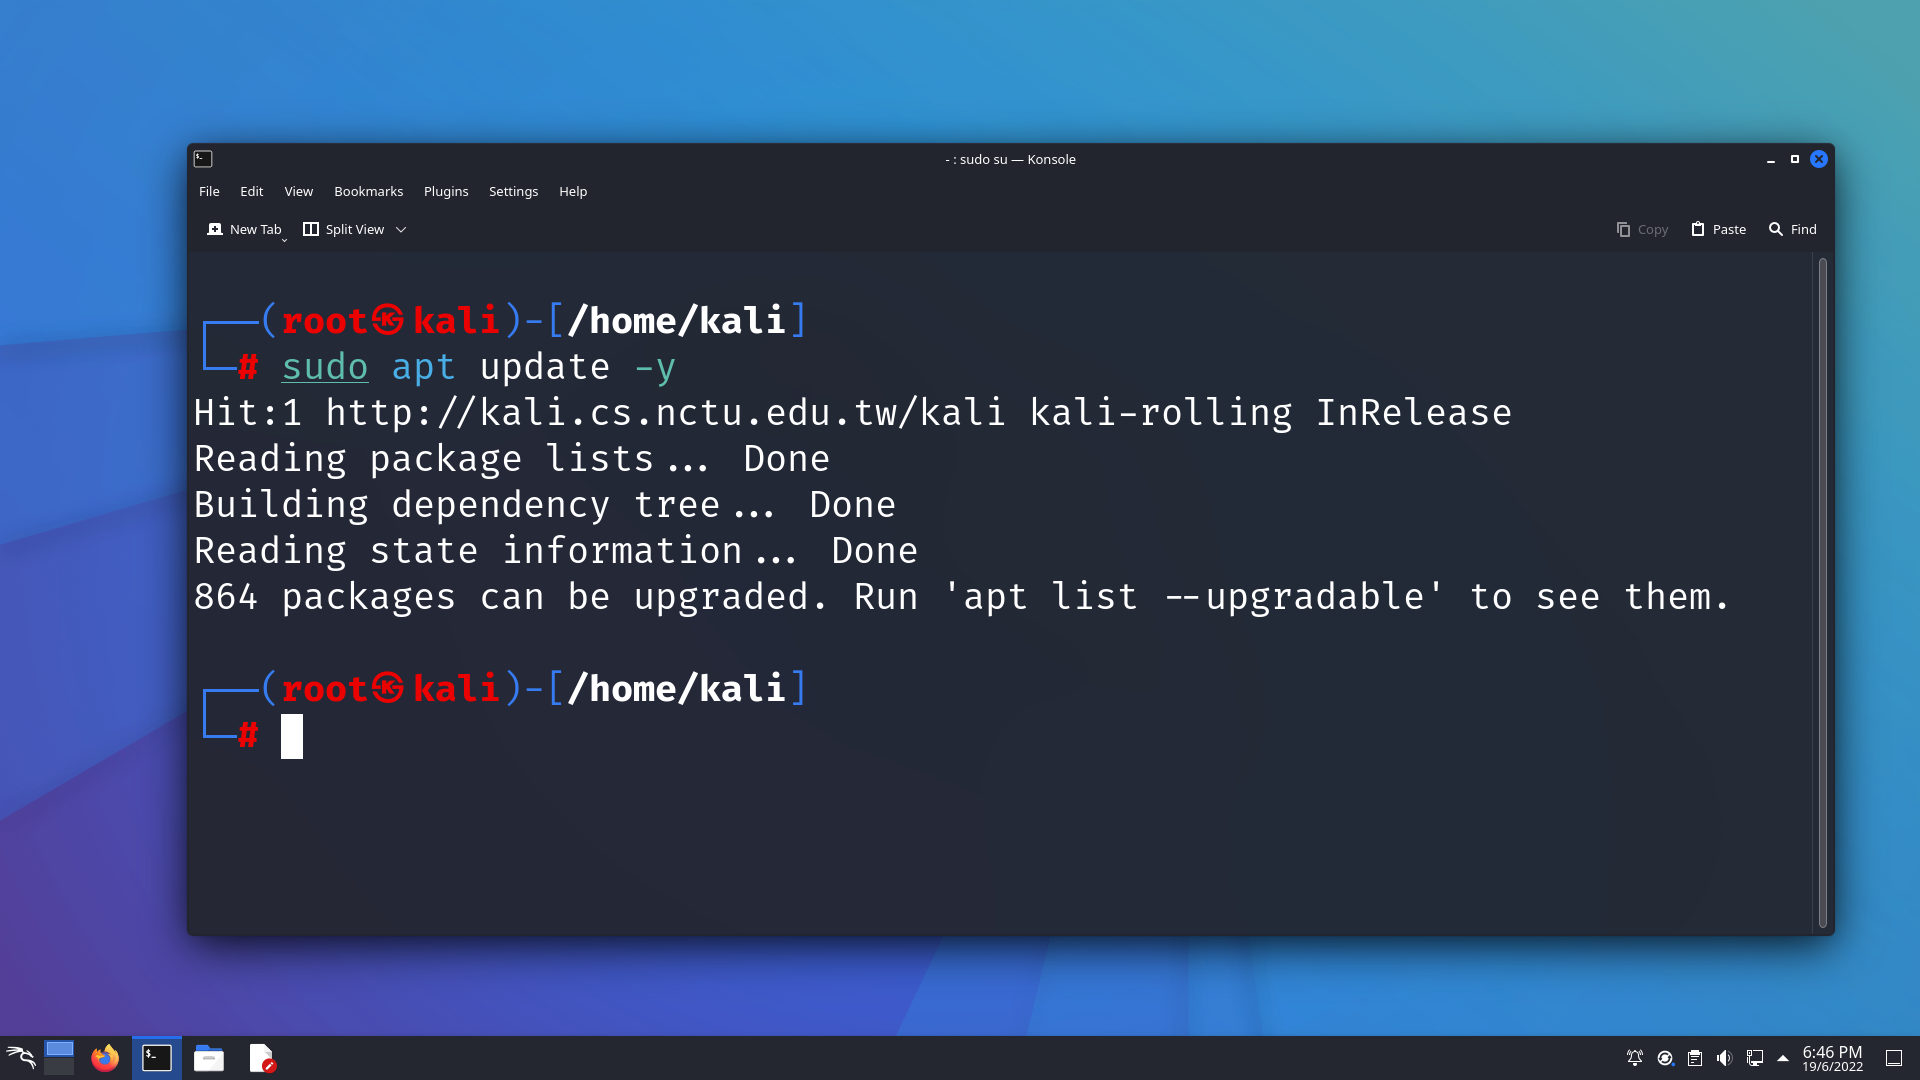 - : sudo su — Konsole
File Edit View Bookmarks Plugins Settings Help
New Tab Split View Copy Paste Find
┌──(root㉿kali)-[/home/kali]
└─# sudo apt update -y
Hit:1 http://kali.cs.nctu.edu.tw/kali kali-rolling InRelease
Reading package lists... Done
Building dependency tree... Done
Reading state information... Done
864 packages can be upgraded. Run 'apt list --upgradable' to see them.
┌──(root㉿kali)-[/home/kali]
└─#
6:46 PM
19/6/2022